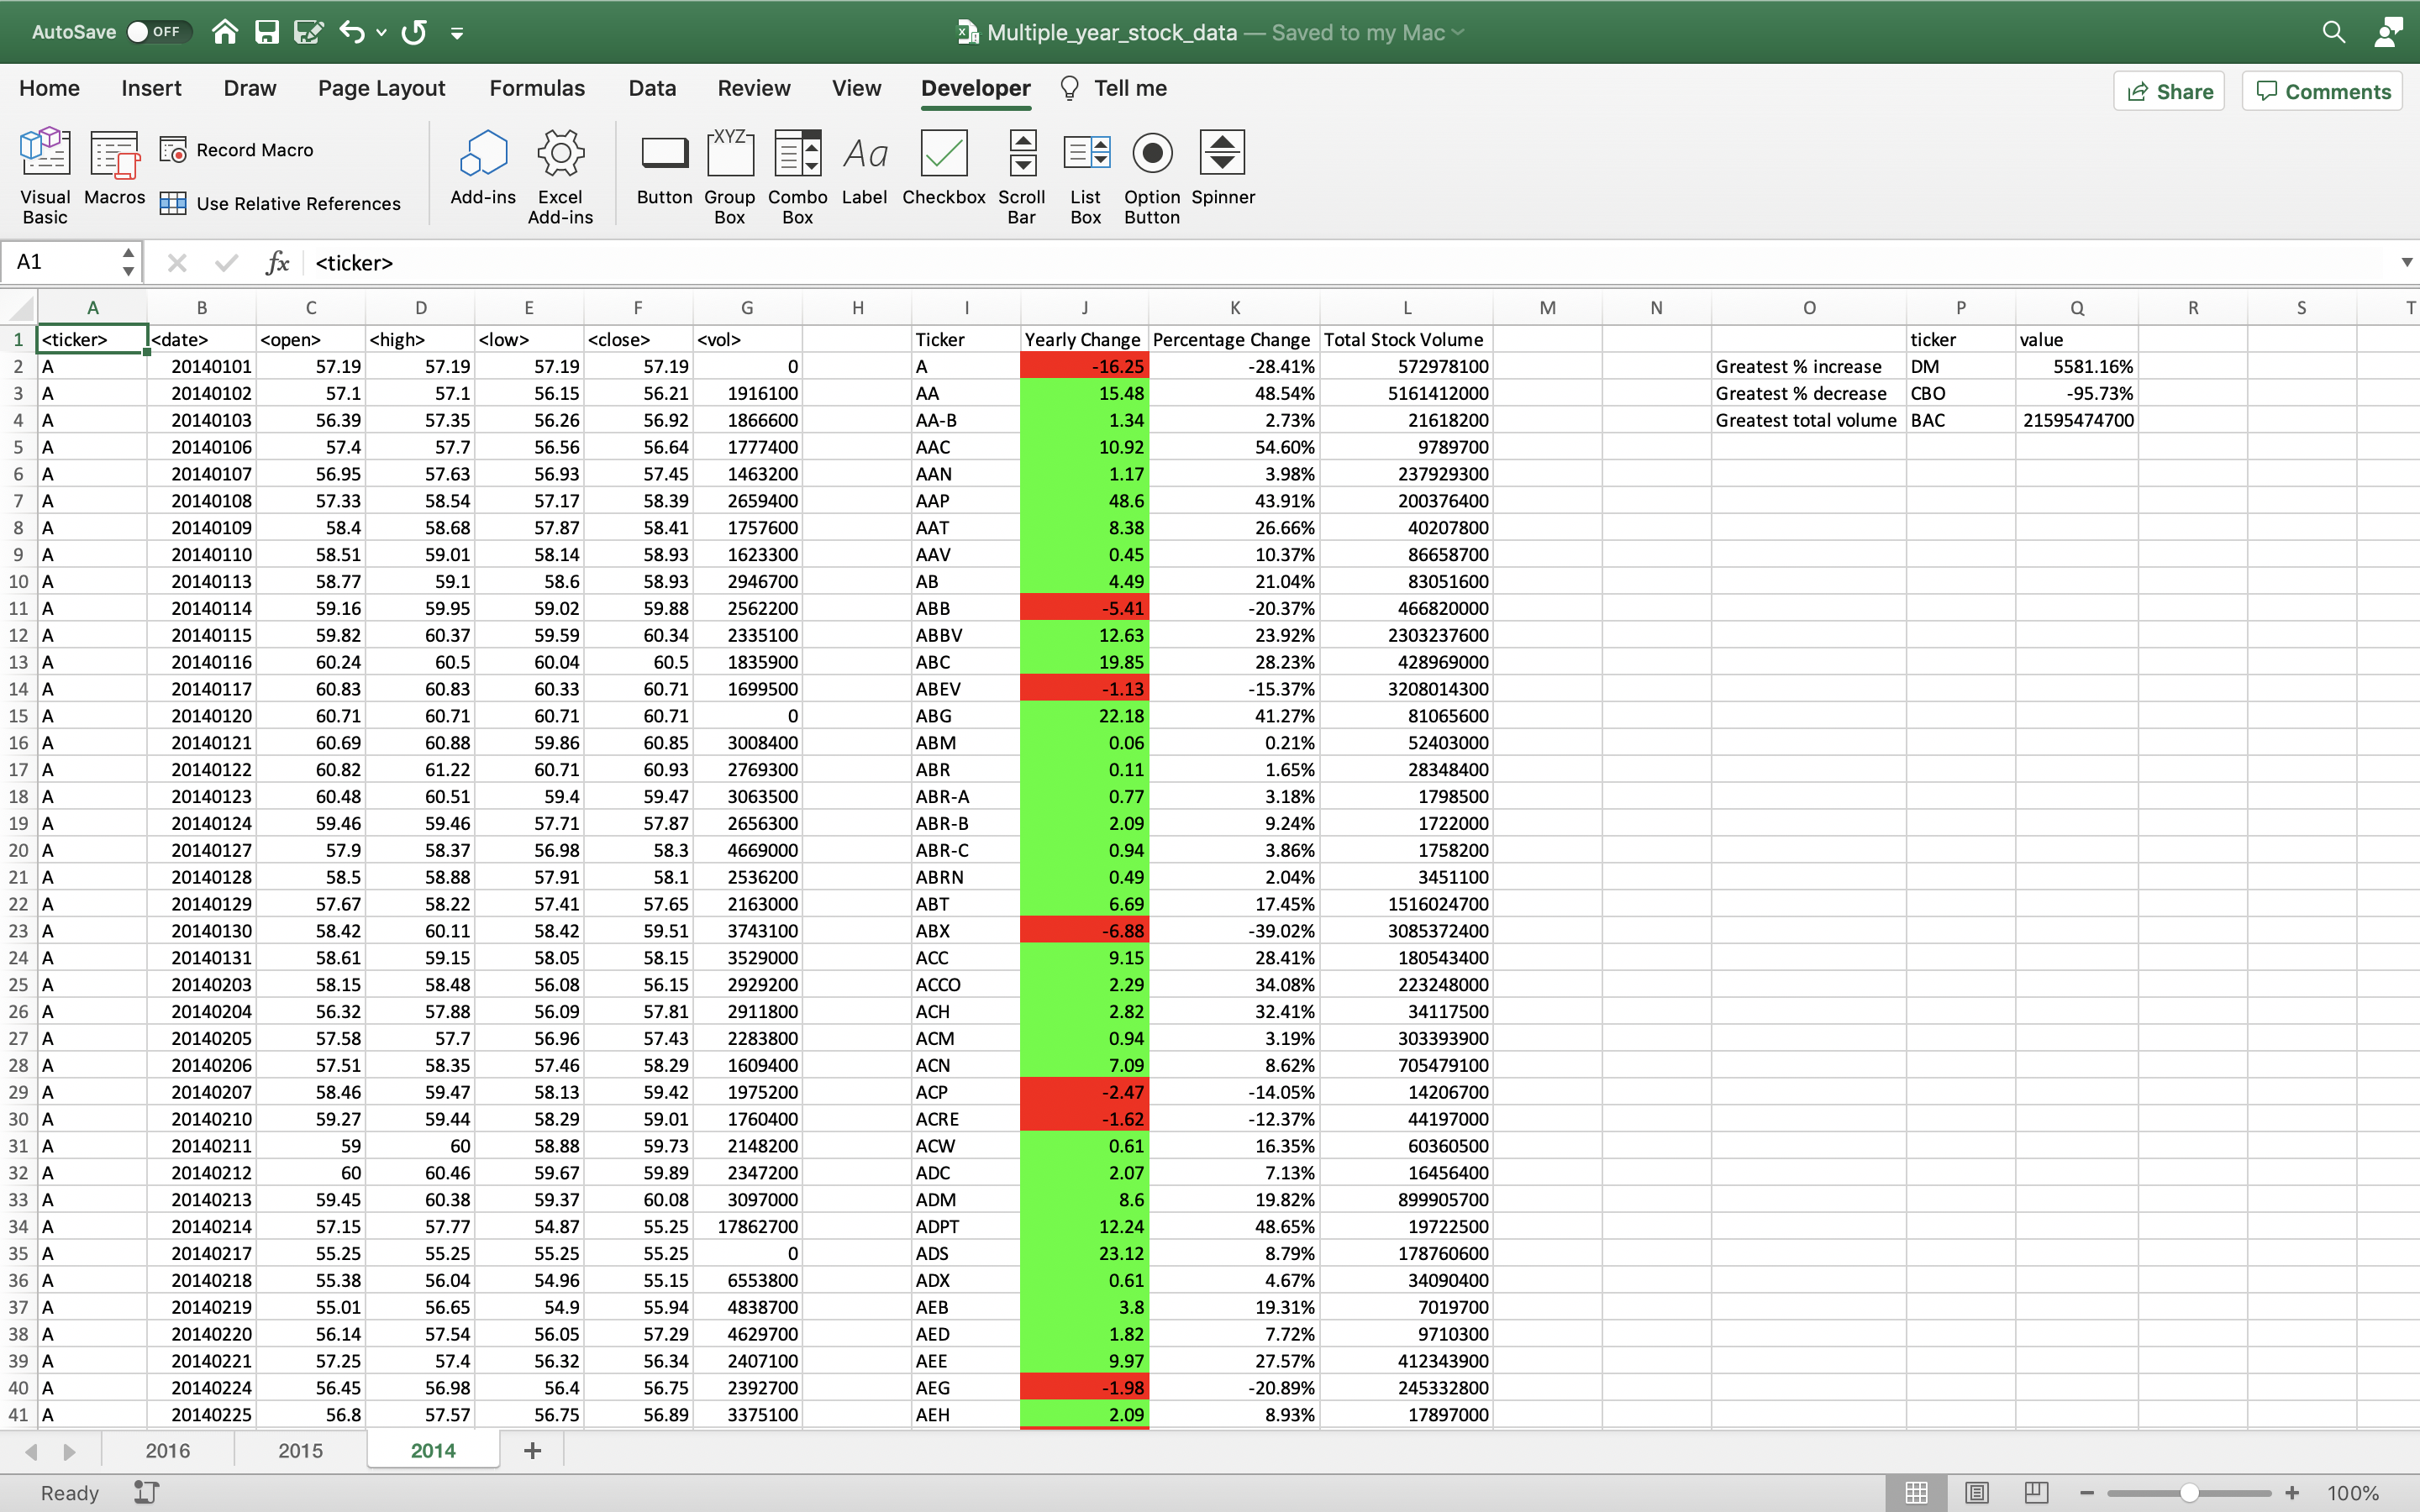 AutoSave OFF Multiple_year_stock_data — Saved to my Mac
Home Insert Draw Page Layout Formulas Data Review View Developer Tell me Share Comments
Visual Basic Macros Record Macro Use Relative References Add-ins Excel Add-ins Button Group Box Combo Box Label Checkbox Scroll Bar List Box Option Button Spinner
XYZ Aa
A1 fx <ticker>
A B C D E F G H I J K L M N O P Q R S T
1 <ticker> <date> <open> <high> <low> <close> <vol> Ticker Yearly Change Percentage Change Total Stock Volume ticker value
2 A 20140101 57.19 57.19 57.19 57.19 0 A -16.25 -28.41% 572978100 Greatest % increase DM 5581.16%
3 A 20140102 57.1 57.1 56.15 56.21 1916100 AA 15.48 48.54% 5161412000 Greatest % decrease CBO -95.73%
4 A 20140103 56.39 57.35 56.26 56.92 1866600 AA-B 1.34 2.73% 21618200 Greatest total volume BAC 21595474700
5 A 20140106 57.4 57.7 56.56 56.64 1777400 AAC 10.92 54.60% 9789700
6 A 20140107 56.95 57.63 56.93 57.45 1463200 AAN 1.17 3.98% 237929300
7 A 20140108 57.33 58.54 57.17 58.39 2659400 AAP 48.6 43.91% 200376400
8 A 20140109 58.4 58.68 57.87 58.41 1757600 AAT 8.38 26.66% 40207800
9 A 20140110 58.51 59.01 58.14 58.93 1623300 AAV 0.45 10.37% 86658700
10 A 20140113 58.77 59.1 58.6 58.93 2946700 AB 4.49 21.04% 83051600
11 A 20140114 59.16 59.95 59.02 59.88 2562200 ABB -5.41 -20.37% 466820000
12 A 20140115 59.82 60.37 59.59 60.34 2335100 ABBV 12.63 23.92% 2303237600
13 A 20140116 60.24 60.5 60.04 60.5 1835900 ABC 19.85 28.23% 428969000
14 A 20140117 60.83 60.83 60.33 60.71 1699500 ABEV -1.13 -15.37% 3208014300
15 A 20140120 60.71 60.71 60.71 60.71 0 ABG 22.18 41.27% 81065600
16 A 20140121 60.69 60.88 59.86 60.85 3008400 ABM 0.06 0.21% 52403000
17 A 20140122 60.82 61.22 60.71 60.93 2769300 ABR 0.11 1.65% 28348400
18 A 20140123 60.48 60.51 59.4 59.47 3063500 ABR-A 0.77 3.18% 1798500
19 A 20140124 59.46 59.46 57.71 57.87 2656300 ABR-B 2.09 9.24% 1722000
20 A 20140127 57.9 58.37 56.98 58.3 4669000 ABR-C 0.94 3.86% 1758200
21 A 20140128 58.5 58.88 57.91 58.1 2536200 ABRN 0.49 2.04% 3451100
22 A 20140129 57.67 58.22 57.41 57.65 2163000 ABT 6.69 17.45% 1516024700
23 A 20140130 58.42 60.11 58.42 59.51 3743100 ABX -6.88 -39.02% 3085372400
24 A 20140131 58.61 59.15 58.05 58.15 3529000 ACC 9.15 28.41% 180543400
25 A 20140203 58.15 58.48 56.08 56.15 2929200 ACCO 2.29 34.08% 223248000
26 A 20140204 56.32 57.88 56.09 57.81 2911800 ACH 2.82 32.41% 34117500
27 A 20140205 57.58 57.7 56.96 57.43 2283800 ACM 0.94 3.19% 303393900
28 A 20140206 57.51 58.35 57.46 58.29 1609400 ACN 7.09 8.62% 705479100
29 A 20140207 58.46 59.47 58.13 59.42 1975200 ACP -2.47 -14.05% 14206700
30 A 20140210 59.27 59.44 58.29 59.01 1760400 ACRE -1.62 -12.37% 44197000
31 A 20140211 59 60 58.88 59.73 2148200 ACW 0.61 16.35% 60360500
32 A 20140212 60 60.46 59.67 59.89 2347200 ADC 2.07 7.13% 16456400
33 A 20140213 59.45 60.38 59.37 60.08 3097000 ADM 8.6 19.82% 899905700
34 A 20140214 57.15 57.77 54.87 55.25 17862700 ADPT 12.24 48.65% 19722500
35 A 20140217 55.25 55.25 55.25 55.25 0 ADS 23.12 8.79% 178760600
36 A 20140218 55.38 56.04 54.96 55.15 6553800 ADX 0.61 4.67% 34090400
37 A 20140219 55.01 56.65 54.9 55.94 4838700 AEB 3.8 19.31% 7019700
38 A 20140220 56.14 57.54 56.05 57.29 4629700 AED 1.82 7.72% 9710300
39 A 20140221 57.25 57.4 56.32 56.34 2407100 AEE 9.97 27.57% 412343900
40 A 20140224 56.45 56.98 56.4 56.75 2392700 AEG -1.98 -20.89% 245332800
41 A 20140225 56.8 57.57 56.75 56.89 3375100 AEH 2.09 8.93% 17897000
2016 2015 2014 +
Ready − + 100%